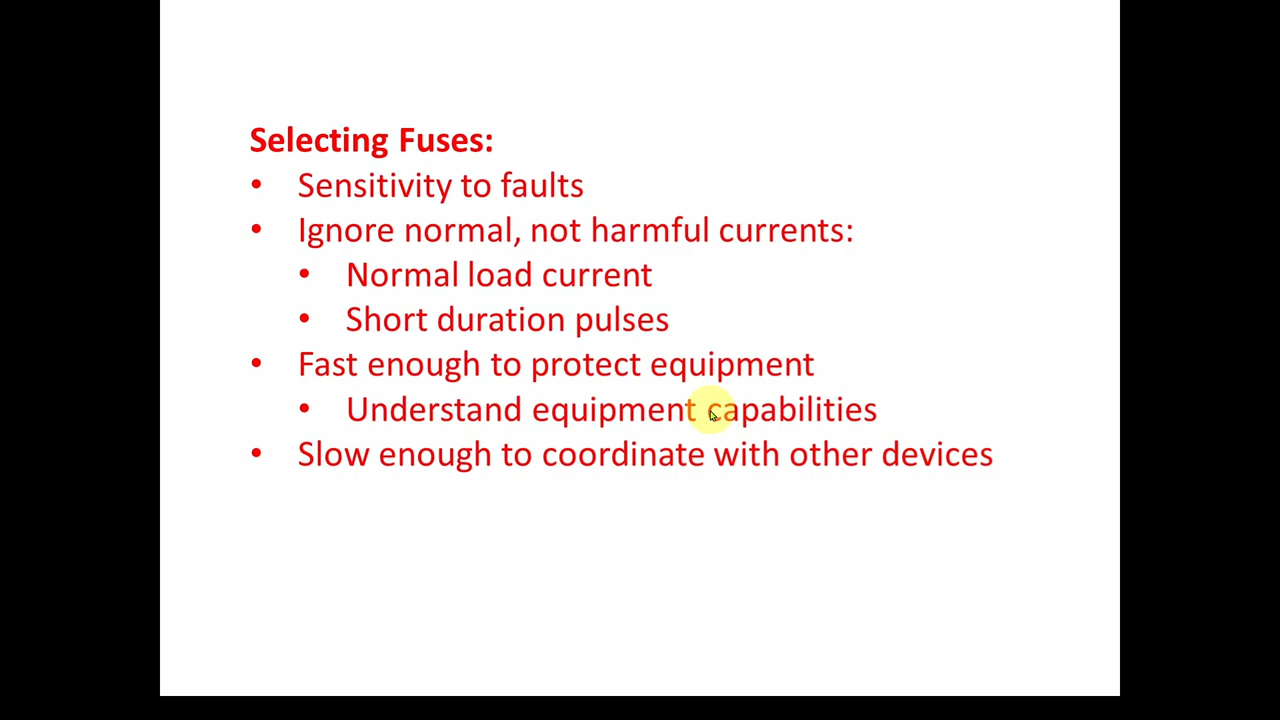 Selecting Fuses:
• Sensitivity to faults
• Ignore normal, not harmful currents:
• Normal load current
• Short duration pulses
• Fast enough to protect equipment
• Understand equipment capabilities
• Slow enough to coordinate with other devices